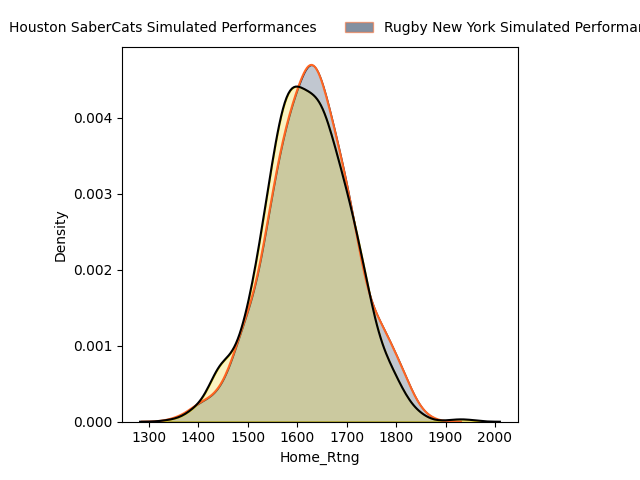 Houston SaberCats Simulated Performances
Rugby New York Simulated
Density
0.004
0.003
0.002
0.001
0.000
1300 1400 1500 1600 1700 1800 1900 2000
Home_Rtng